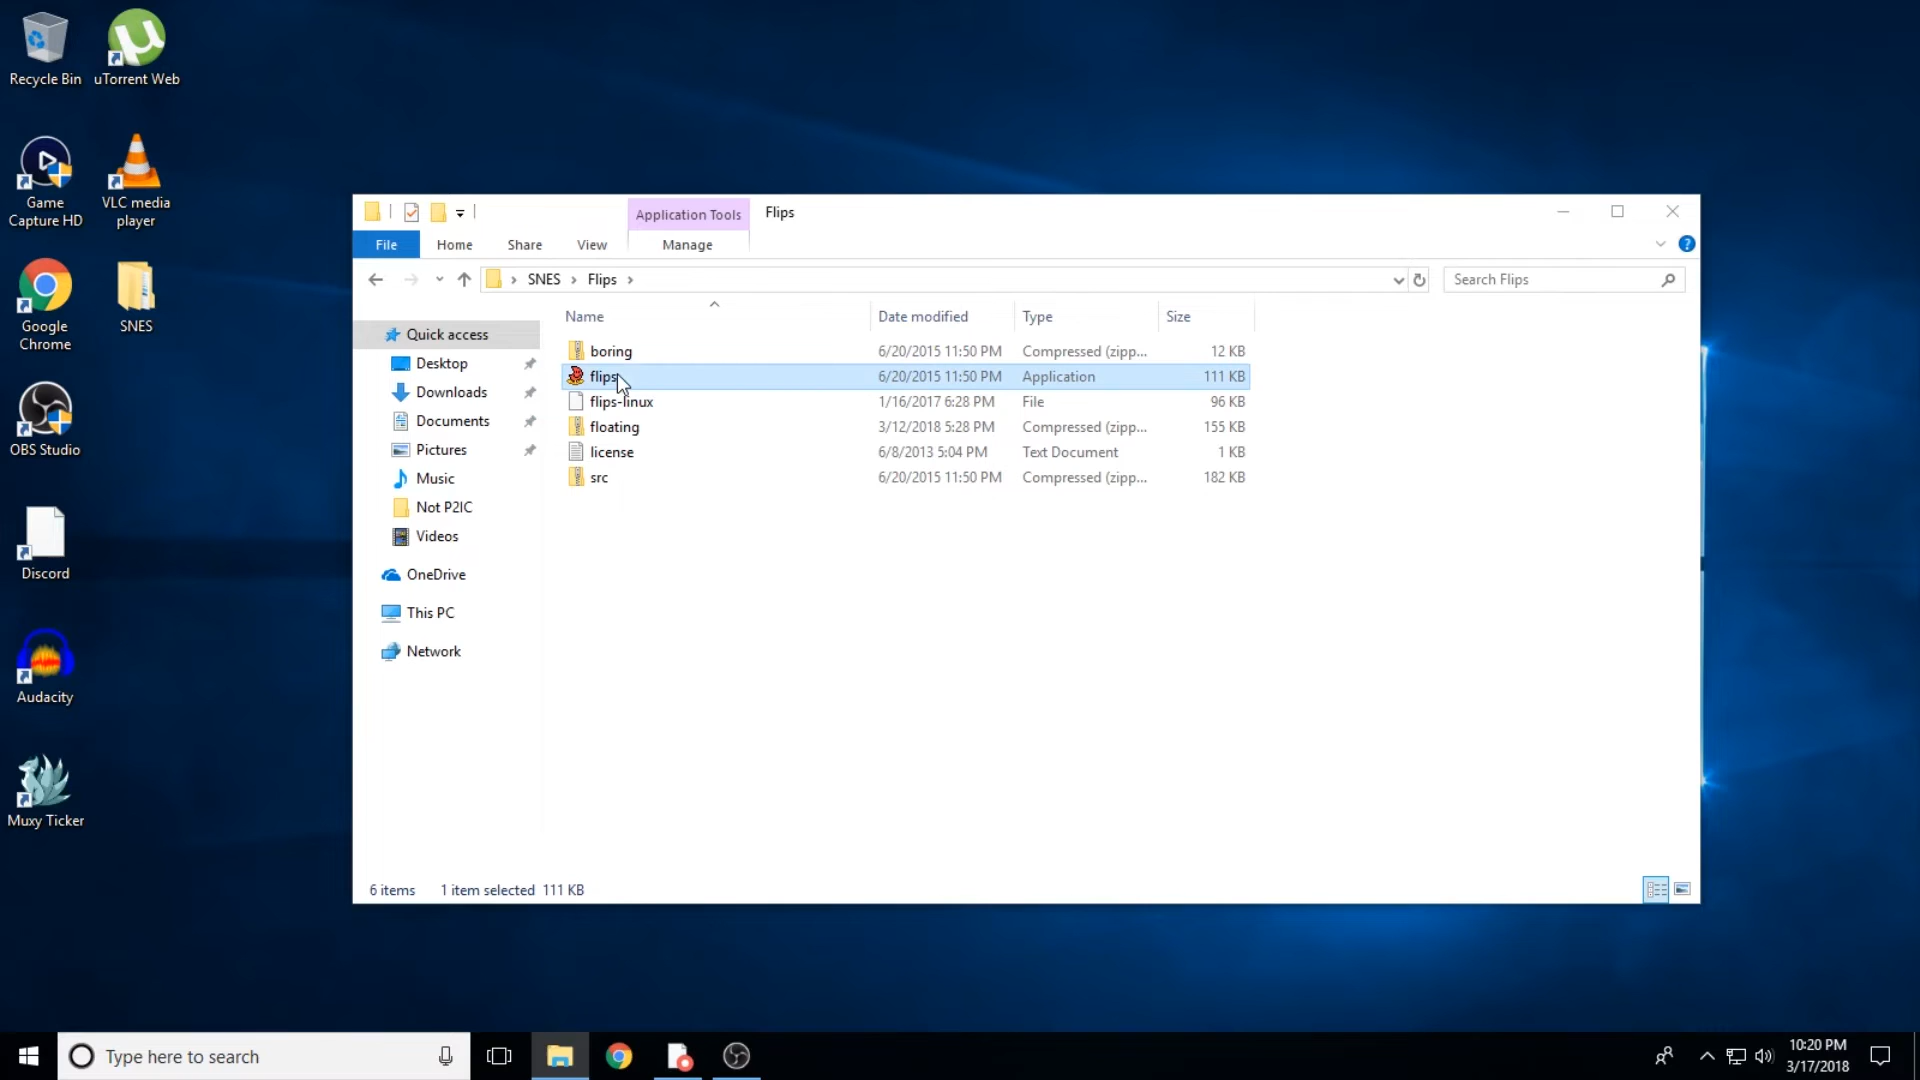 Recycle Bin
uTorrent Web
Game
Capture HD
VLC media
player
Google
Chrome
SNES
OBS Studio
Discord
Audacity
Muxy Ticker
Application Tools
Flips
File
Home
Share
View
Manage
SNES
Flips
Search Flips
Name
Date modified
Type
Size
Quick access
Desktop
Downloads
Documents
Pictures
Music
Not P2IC
Videos
OneDrive
This PC
Network
boring 6/20/2015 11:50 PM Compressed (zipp... 12 KB
flips 6/20/2015 11:50 PM Application 111 KB
flips-linux 1/16/2017 6:28 PM File 96 KB
floating 3/12/2018 5:28 PM Compressed (zipp... 155 KB
license 6/8/2013 5:04 PM Text Document 1 KB
src 6/20/2015 11:50 PM Compressed (zipp... 182 KB
6 items 1 item selected 111 KB
Type here to search
10:20 PM
3/17/2018